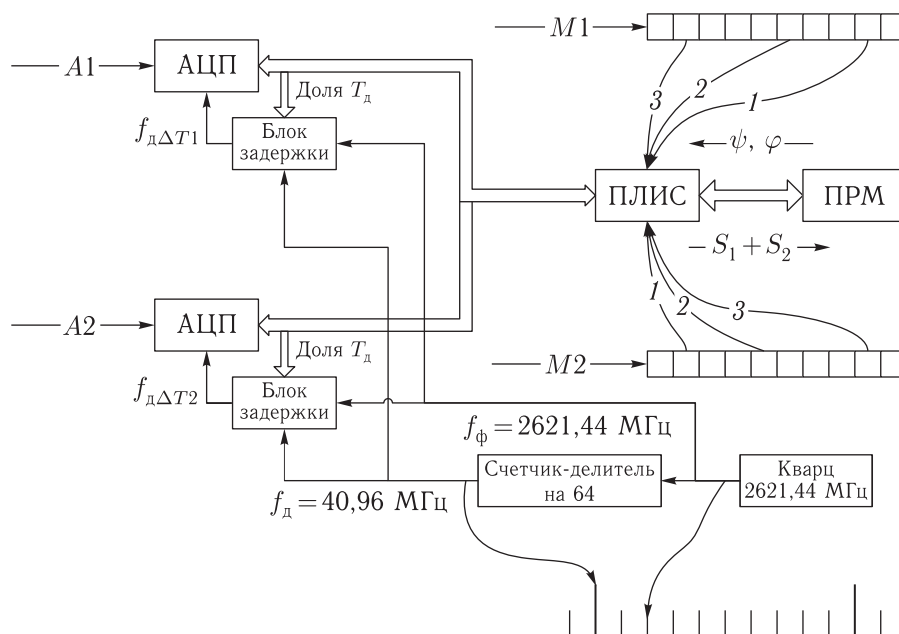 M1
A1
АЦП
Доля Tд
3
2
1
fдΔT1
Блок
задержки
ψ, φ
ПЛИС
ПРМ
S1 + S2
1
2
3
A2
АЦП
Доля Tд
M2
fдΔT2
Блок
задержки
fф = 2621,44 МГц
Счетчик-делитель
на 64
Кварц
2621,44 МГц
fд = 40,96 МГц